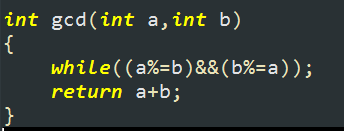 int gcd(int a,int b)
{
    while((a%=b)&&(b%=a));
    return a+b;
}